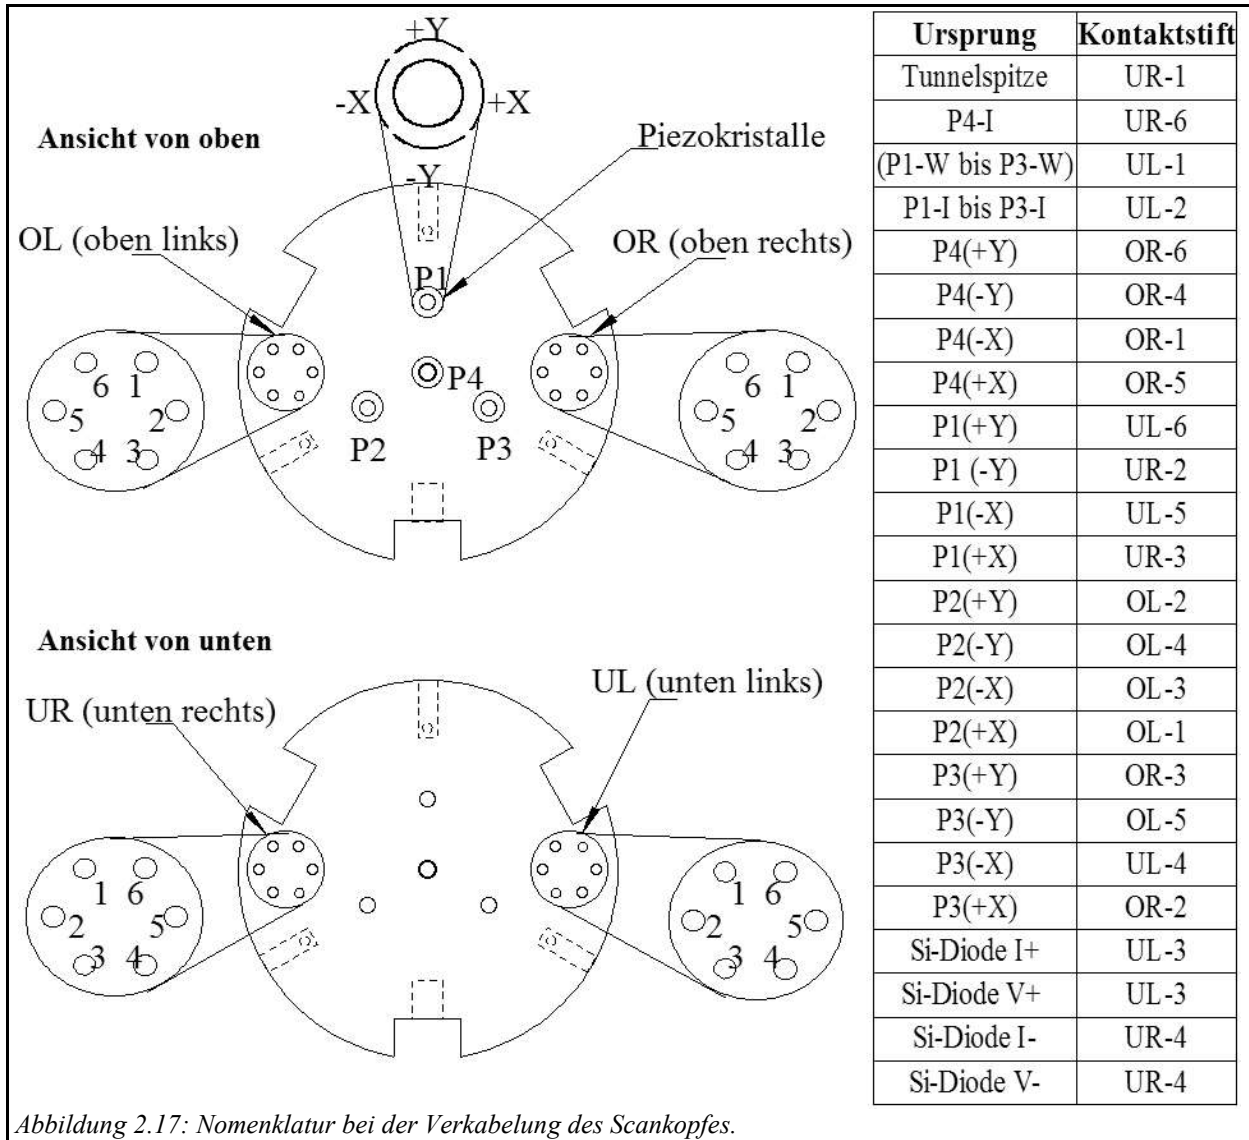 +Y
-X
+X
-Y
Ansicht von oben
Piezokristalle
OL (oben links)
OR (oben rechts)
P1
P4
P2
P3
6 1
5 2
4 3
6 1
5 2
4 3
Ansicht von unten
UR (unten rechts)
UL (unten links)
1 6
2 5
3 4
1 6
2 5
3 4
Ursprung Kontaktstift
Tunnelspitze UR-1
P4-I UR-6
(P1-W bis P3-W) UL-1
P1-I bis P3-I UL-2
P4(+Y) OR-6
P4(-Y) OR-4
P4(-X) OR-1
P4(+X) OR-5
P1(+Y) UL-6
P1 (-Y) UR-2
P1(-X) UL-5
P1(+X) UR-3
P2(+Y) OL-2
P2(-Y) OL-4
P2(-X) OL-3
P2(+X) OL-1
P3(+Y) OR-3
P3(-Y) OL-5
P3(-X) UL-4
P3(+X) OR-2
Si-Diode I+ UL-3
Si-Diode V+ UL-3
Si-Diode I- UR-4
Si-Diode V- UR-4
Abbildung 2.17: Nomenklatur bei der Verkabelung des Scankopfes.